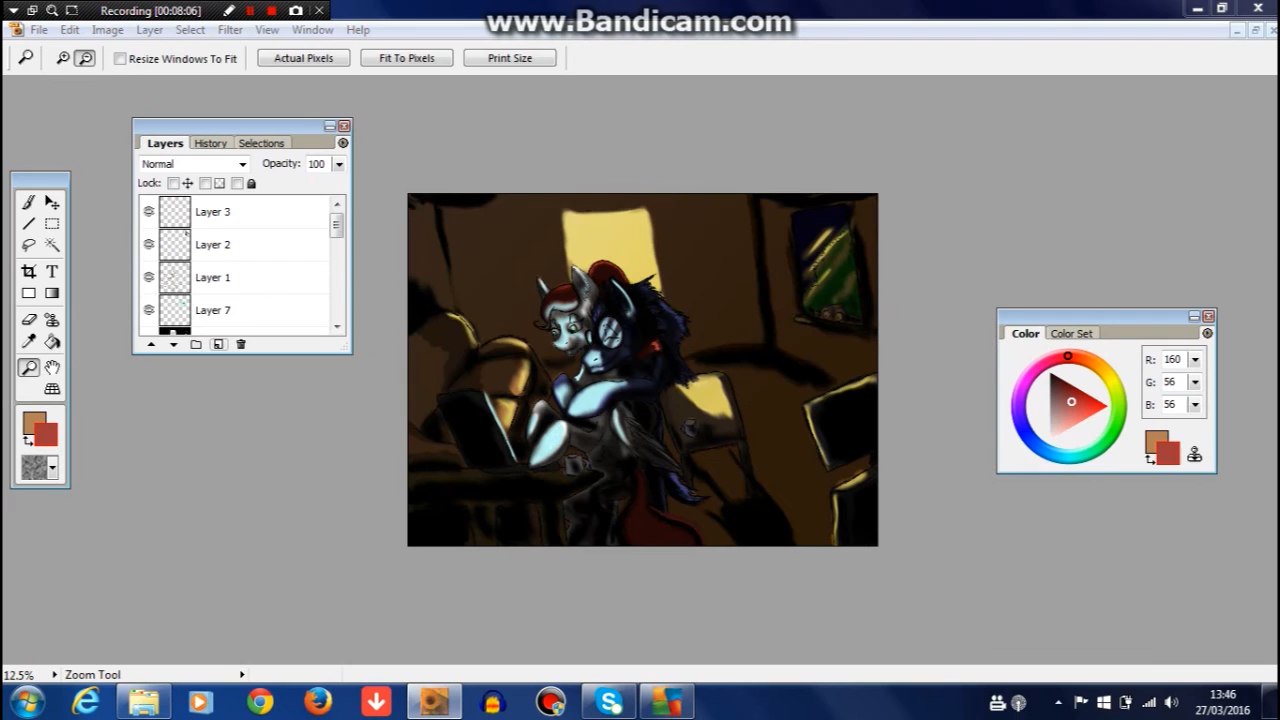 Recording [00:08:06]
www.Bandicam.com
File Edit Image Layer Select Filter View Window Help
Resize Windows To Fit Actual Pixels Fit To Pixels Print Size
Layers History Selections
Normal Opacity: 100
Lock:
Layer 3
Layer 2
Layer 1
Layer 7
Color Color Set
R: 160
G: 56
B: 56
12.5% Zoom Tool
13:46
27/03/2016